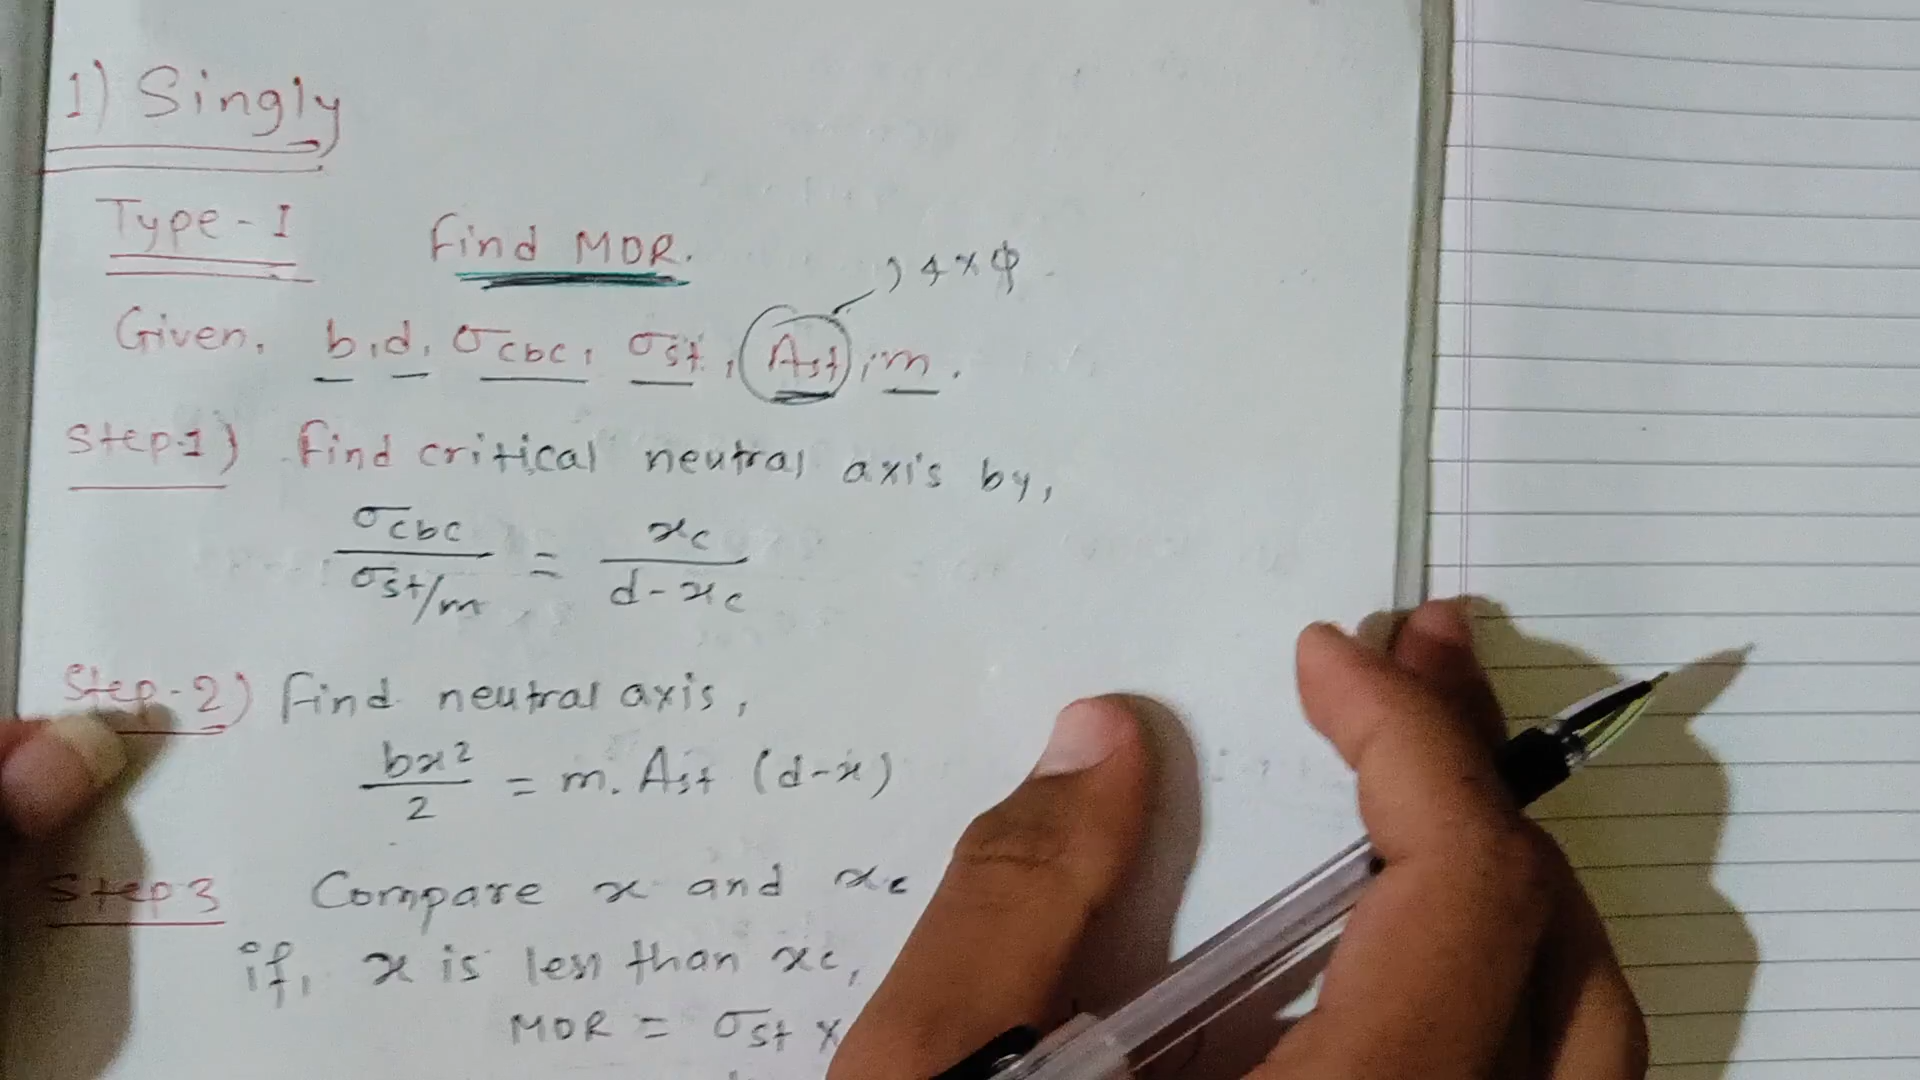 1) Singly
Type-I Find MOR.
, 4 x ϕ
Given, b,d, σcbc, σst, Ast, m.
Step-1) Find critical neutral axis by,
σcbc / σst/m = xc / d-xc
Step-2) Find neutral axis,
bx² / 2 = m. Ast (d-x)
Step 3 Compare x and xc
if, x is less than xc,
MOR = σst x